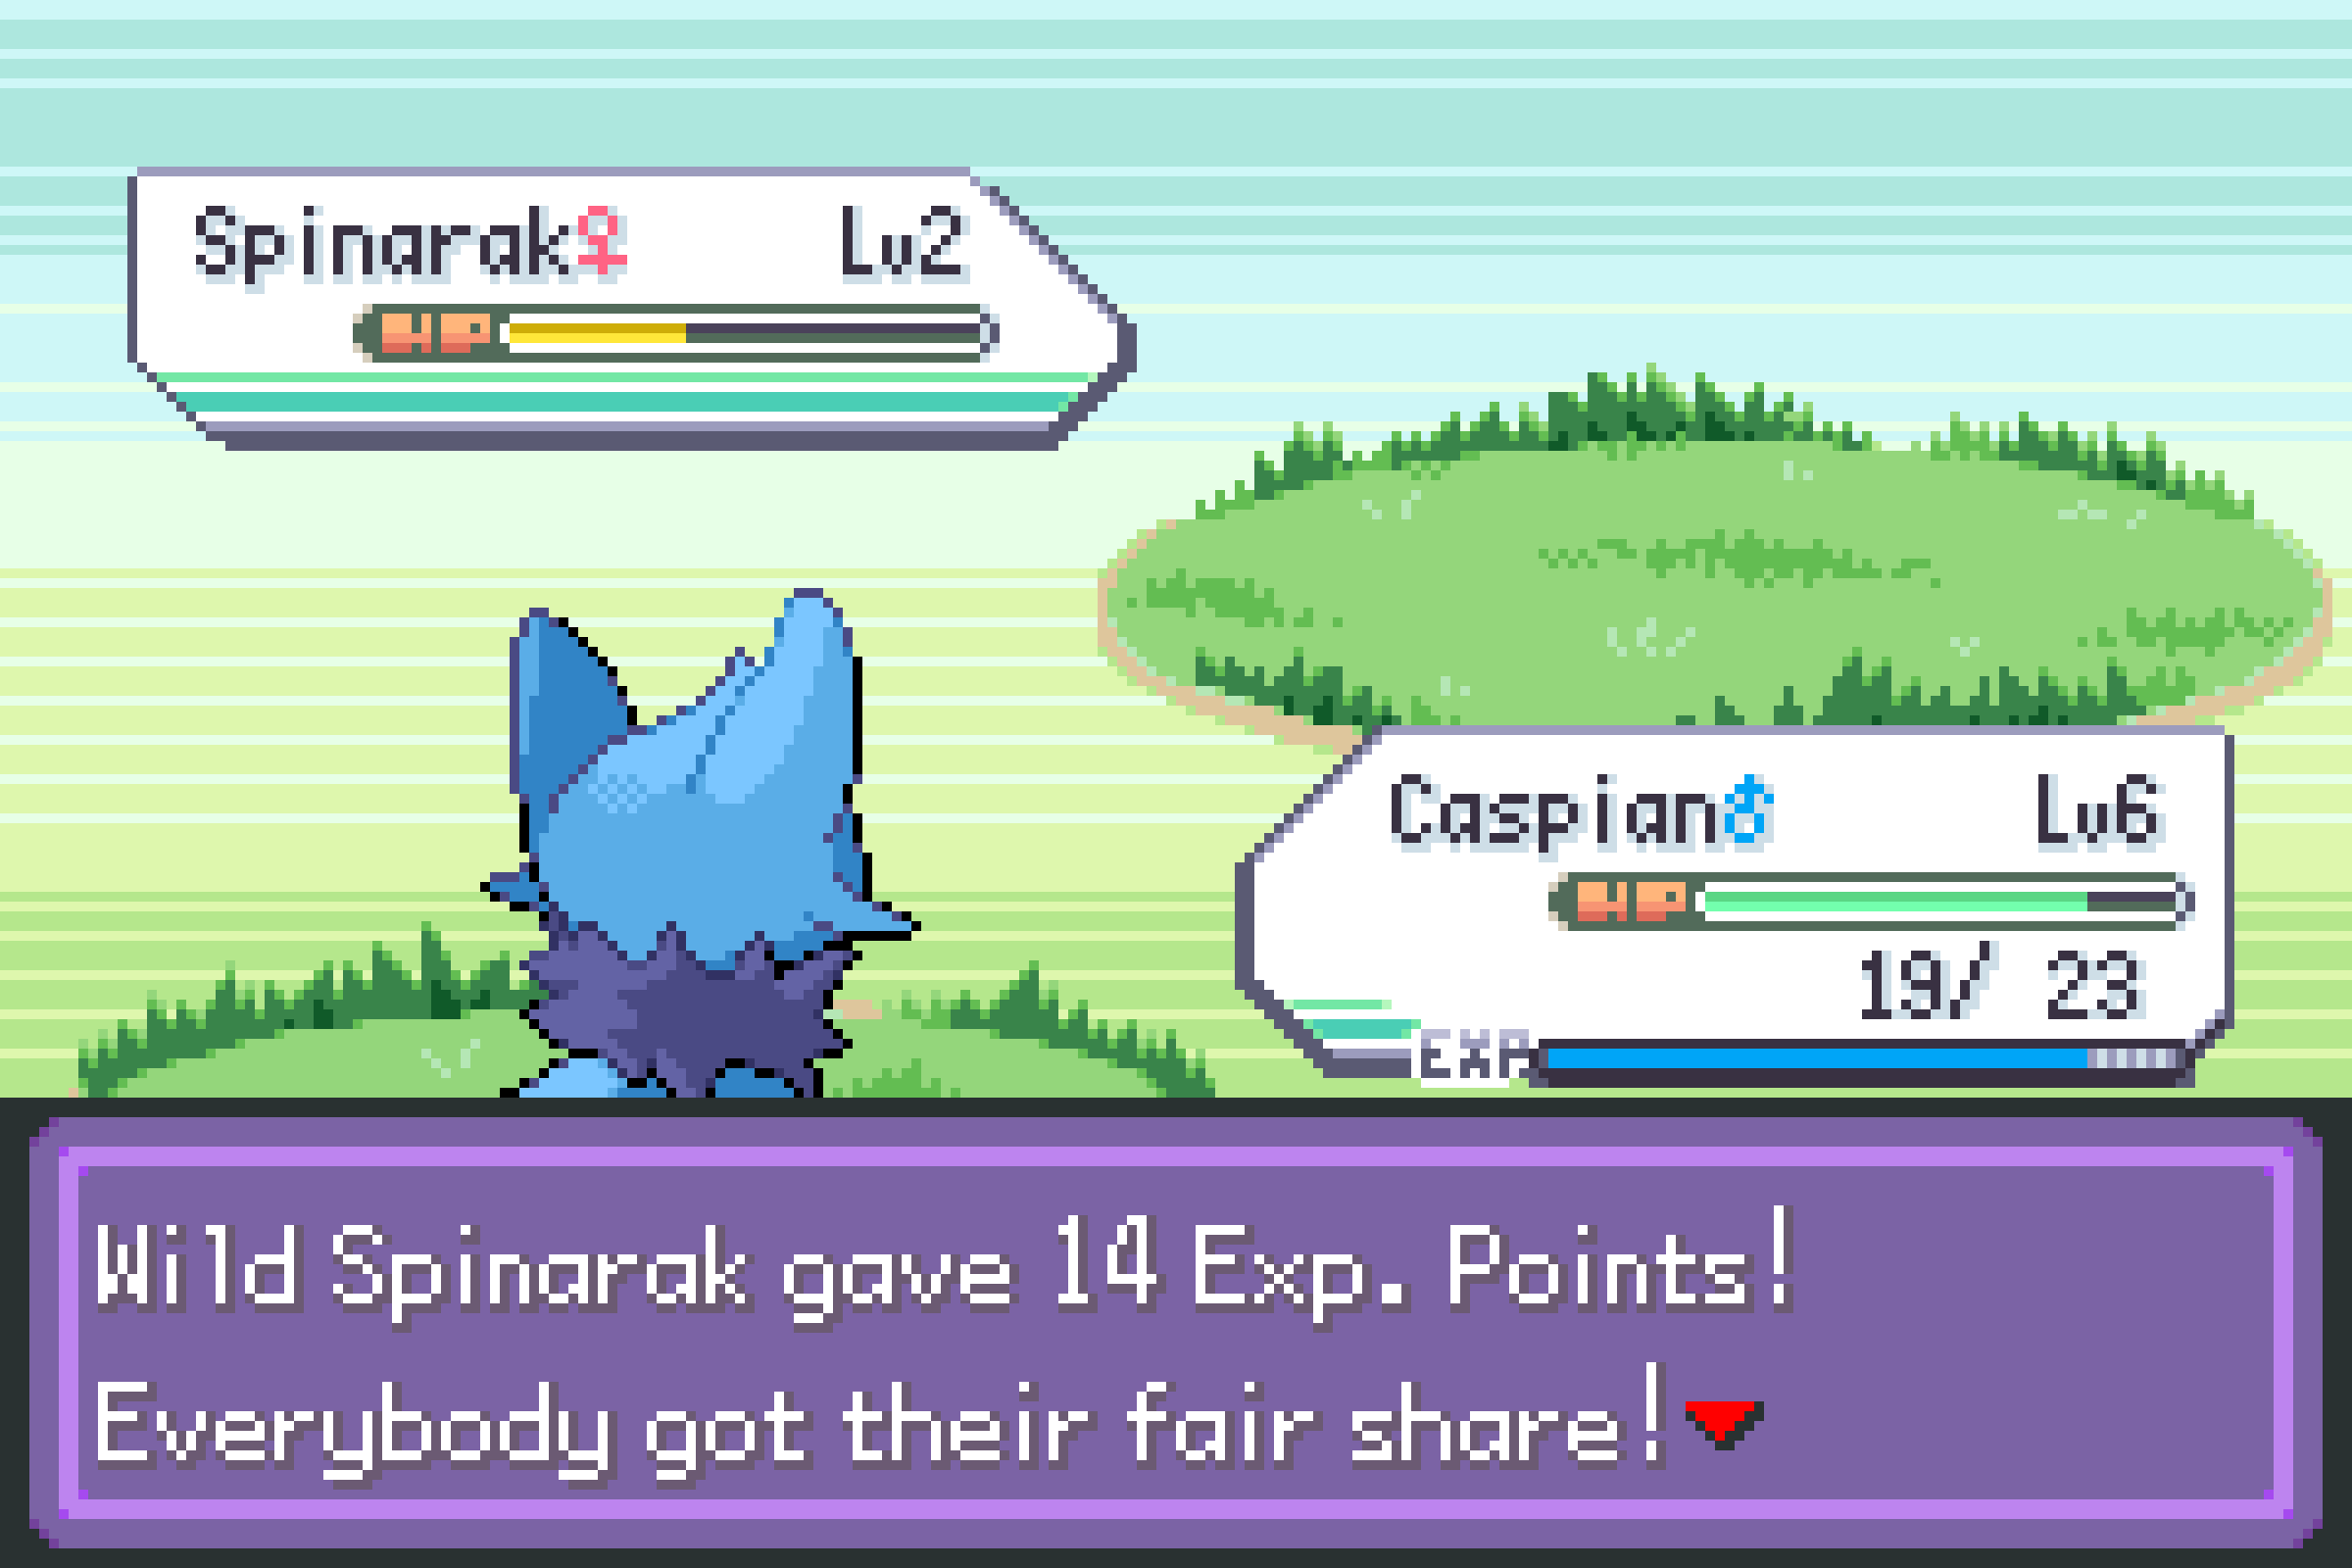 Spinarak♀ Lv2
HP
Caspian♂ Lv6
HP
19/ 23
EXP
Wild Spinarak gave 14 Exp. Points!
Everybody got their fair share!